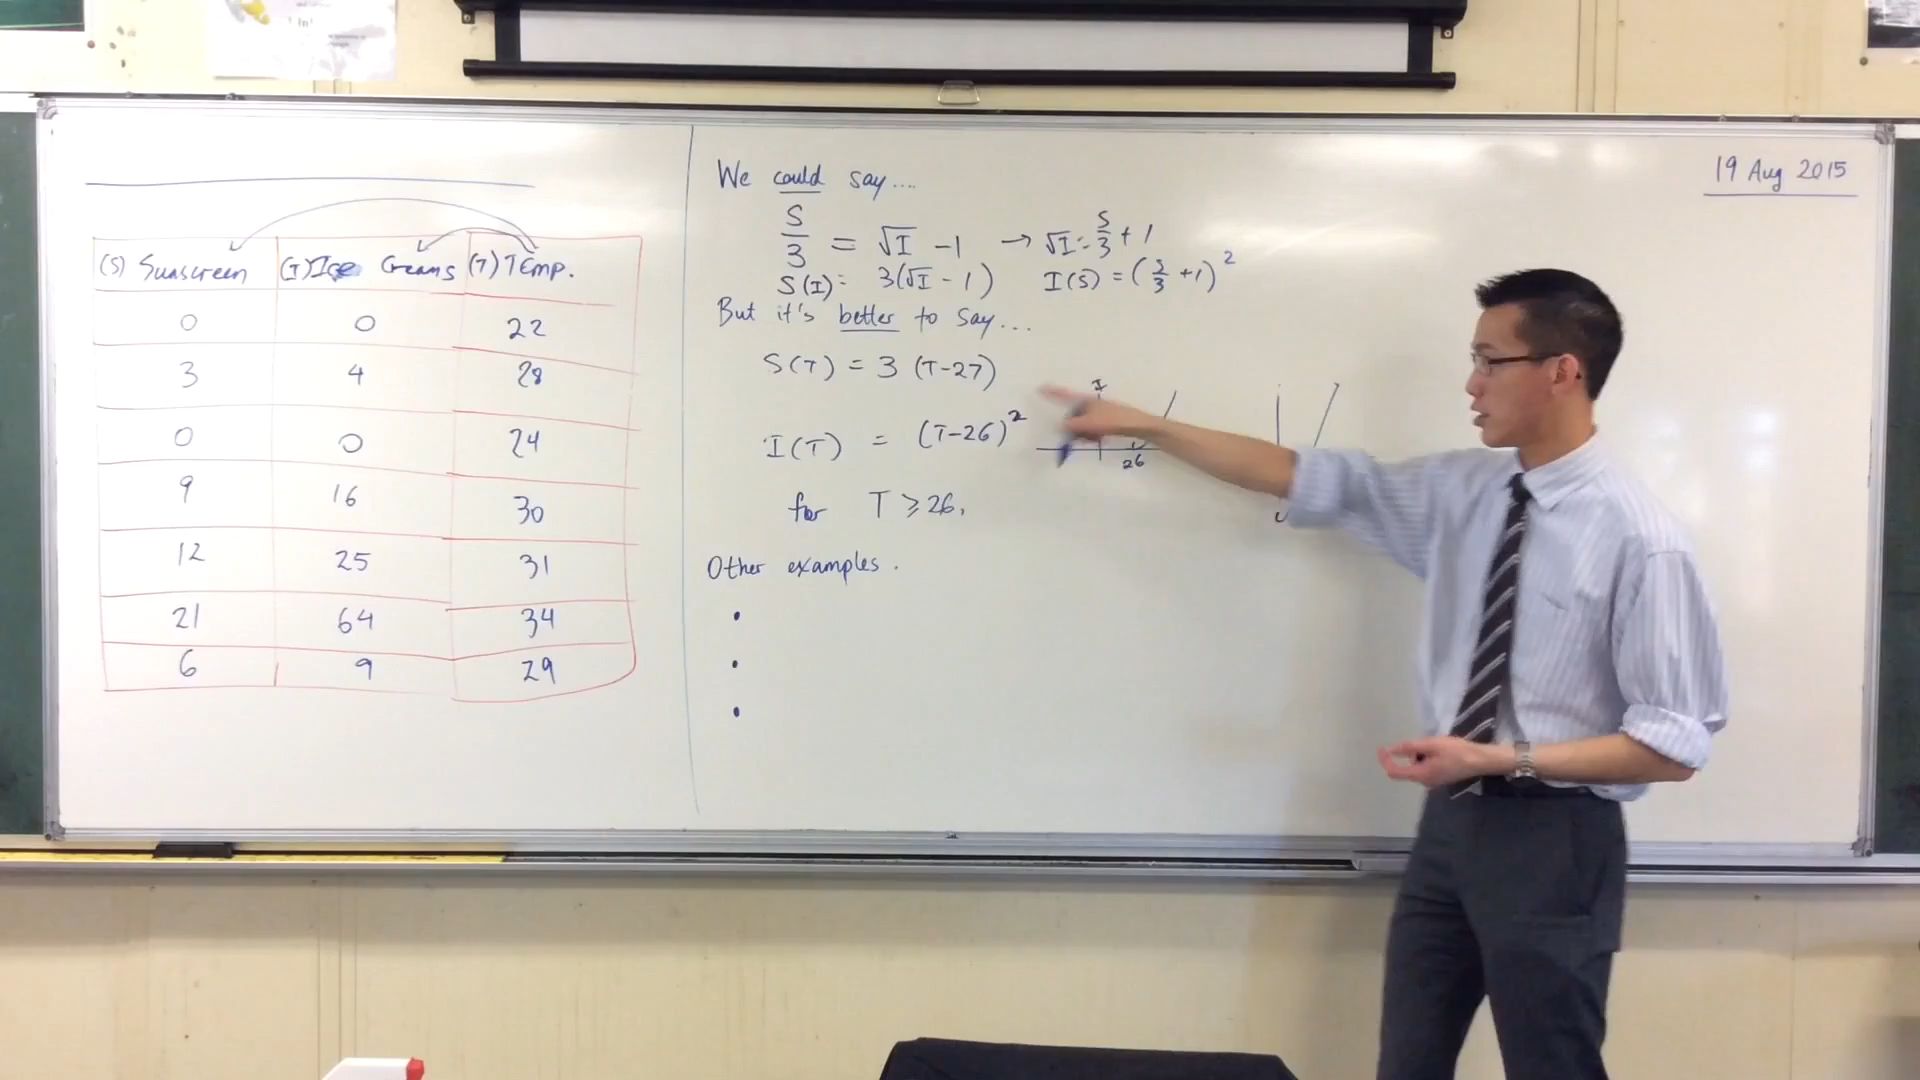 19 Aug 2015
(S) Sunscreen (I) Ice Creams (T) Temp.
0 0 22
3 4 28
0 0 24
9 16 30
12 25 31
21 64 34
6 9 29
We could say....
S/3 = √I - 1 → √I = S/3 + 1
S(I) = 3(√I - 1) I(S) = (S/3 + 1)²
But it's better to say...
S(T) = 3 (T-27)
I
I(T) = (T-26)²
26
for T ⩾ 26,
Other examples.